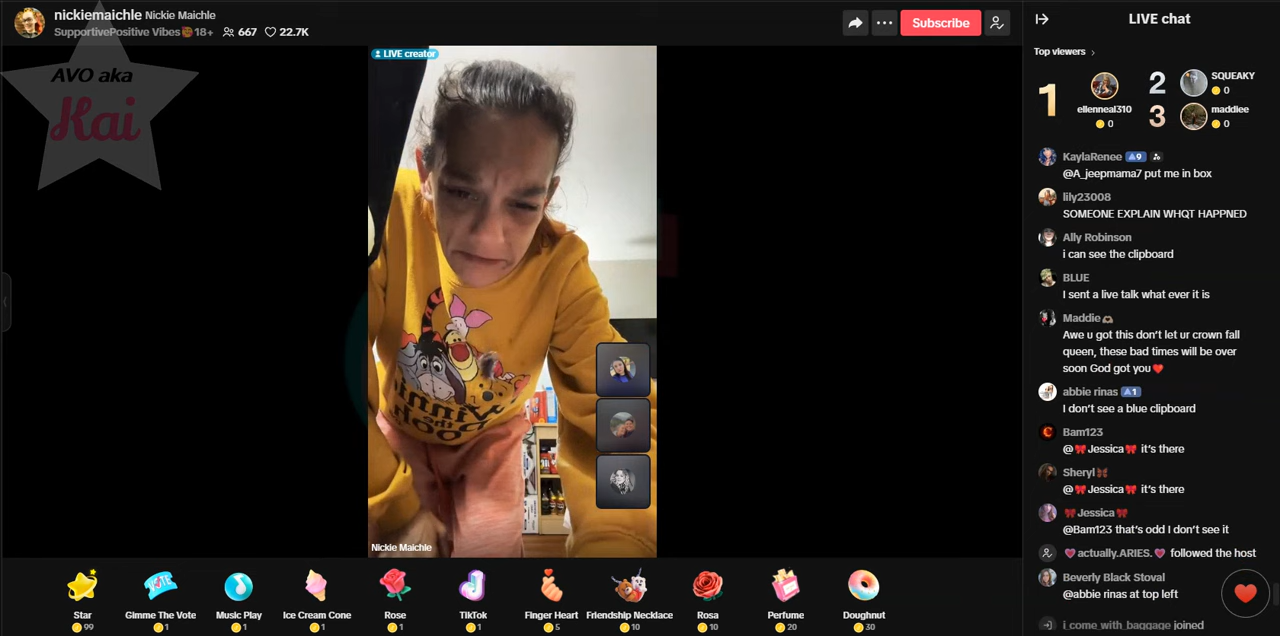 nickiemaichle Nickie Maichle
SupportivePositive Vibes 18+ 667 22.7K
Subscribe
AVO aka
Kai
LIVE creator
Winnie
the
Pooh
Nickie Maichle
Star
99
Gimme The Vote
1
Music Play
1
Ice Cream Cone
1
Rose
1
TikTok
1
Finger Heart
5
Friendship Necklace
10
Rosa
10
Perfume
20
Doughnut
30
LIVE chat
Top viewers
1
ellenneal310
0
2
SQUEAKY
0
3
maddlee
0
KaylaRenee 9
@A_jeepmama7 put me in box
lily23008
SOMEONE EXPLAIN WHQT HAPPNED
Ally Robinson
i can see the clipboard
BLUE
I sent a live talk what ever it is
Maddie
Awe u got this don't let ur crown fall
queen, these bad times will be over
soon God got you❤️
abbie rinas 1
I don't see a blue clipboard
Bam123
@🎀Jessica🎀 it's there
Sheryl
@🎀Jessica🎀 it's there
🎀Jessica🎀
@Bam123 that's odd I don't see it
💗actually.ARIES.💗 followed the host
Beverly Black Stoval
@abbie rinas at top left
i_come_with_baggage joined